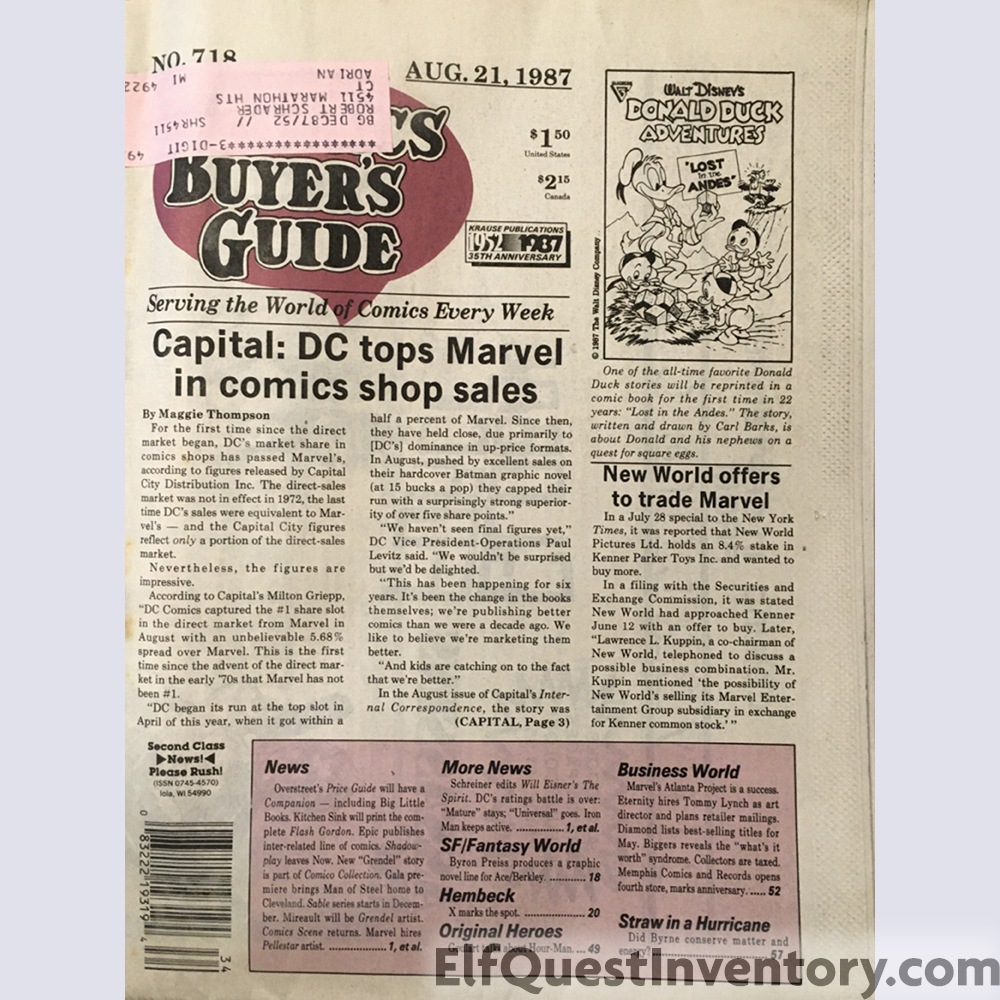 NO. 718
AUG. 21, 1987
49
***************3-DIGIT
SHR4511
BG DEC87/52 //
ROBERT SCHRADER
4511 MARATHON HTS
CT
ADRIAN MI 4922
COMICS
BUYER'S
GUIDE
$1.50
United States
$2.15
Canada
KRAUSE PUBLICATIONS
1952 1987
35TH ANNIVERSARY
Serving the World of Comics Every Week
Capital: DC tops Marvel
in comics shop sales
By Maggie Thompson
For the first time since the direct
market began, DC's market share in
comics shops has passed Marvel's,
according to figures released by Capital
City Distribution Inc. The direct-sales
market was not in effect in 1972, the last
time DC's sales were equivalent to Mar-
vel's — and the Capital City figures
reflect only a portion of the direct-sales
market.
Nevertheless, the figures are
impressive.
According to Capital's Milton Griepp,
"DC Comics captured the #1 share slot
in the direct market from Marvel in
August with an unbelievable 5.68%
spread over Marvel. This is the first
time since the advent of the direct mar-
ket in the early '70s that Marvel has not
been #1.
"DC began its run at the top slot in
April of this year, when it got within a
half a percent of Marvel. Since then,
they have held close, due primarily to
[DC's] dominance in up-price formats.
In August, pushed by excellent sales on
their hardcover Batman graphic novel
(at 15 bucks a pop) they capped their
run with a surprisingly strong superior-
ity of over five share points."
"We haven't seen final figures yet,"
DC Vice President-Operations Paul
Levitz said. "We wouldn't be surprised
but we'd be delighted.
"This has been happening for six
years. It's been the change in the books
themselves; we're publishing better
comics than we were a decade ago. We
like to believe we're marketing them
better.
"And kids are catching on to the fact
that we're better."
In the August issue of Capital's Inter-
nal Correspondence, the story was
(CAPITAL, Page 3)
WALT DISNEY'S
DONALD DUCK
ADVENTURES
"LOST
in the
ANDES"
© 1987 The Walt Disney Company
One of the all-time favorite Donald
Duck stories will be reprinted in a
comic book for the first time in 22
years: "Lost in the Andes." The story,
written and drawn by Carl Barks, is
about Donald and his nephews on a
quest for square eggs.
New World offers
to trade Marvel
In a July 28 special to the New York
Times, it was reported that New World
Pictures Ltd. holds an 8.4% stake in
Kenner Parker Toys Inc. and wanted to
buy more.
In a filing with the Securities and
Exchange Commission, it was stated
New World had approached Kenner
June 12 with an offer to buy. Later,
"Lawrence L. Kuppin, a co-chairman of
New World, telephoned to discuss a
possible business combination. Mr.
Kuppin mentioned 'the possibility of
New World's selling its Marvel Enter-
tainment Group subsidiary in exchange
for Kenner common stock.' "
Second Class
▶News!◀
Please Rush!
(ISSN 0745-4570)
Iola, WI 54990
0 83222 19319 4
34
News
Overstreet's Price Guide will have a
Companion — including Big Little
Books. Kitchen Sink will print the com-
plete Flash Gordon. Epic publishes
inter-related line of comics. Shadow-
play leaves Now. New "Grendel" story
is part of Comico Collection. Gala pre-
miere brings Man of Steel home to
Cleveland. Sable series starts in Decem-
ber. Mireault will be Grendel artist.
Comics Scene returns. Marvel hires
Pellestar artist. .................. 1, et al.
More News
Schreiner edits Will Eisner's The
Spirit. DC's ratings battle is over:
"Mature" stays; "Universal" goes. Iron
Man keeps active. ................ 1, et al.
SF/Fantasy World
Byron Preiss produces a graphic
novel line for Ace/Berkley. ............ 18
Hembeck
X marks the spot. .................... 20
Original Heroes
Goulart talks about Hour-Man. ... 49
Business World
Marvel's Atlanta Project is a success.
Eternity hires Tommy Lynch as art
director and plans retailer mailings.
Diamond lists best-selling titles for
May. Biggers reveals the "what's it
worth" syndrome. Collectors are taxed.
Memphis Comics and Records opens
fourth store, marks anniversary. ..... 52
Straw in a Hurricane
Did Byrne conserve matter and
energy? ................................ 57
ElfQuestInventory.com